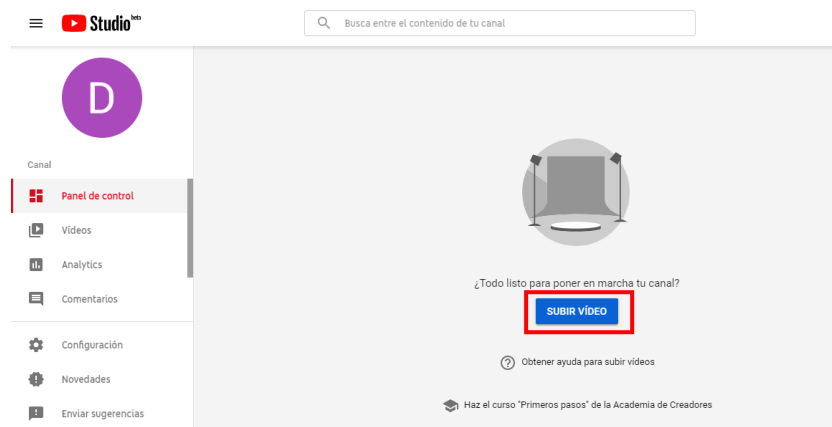 Studio beta
Busca entre el contenido de tu canal
D
Canal
Panel de control
Vídeos
Analytics
Comentarios
Configuración
Novedades
Enviar sugerencias
¿Todo listo para poner en marcha tu canal?
SUBIR VÍDEO
Obtener ayuda para subir vídeos
Haz el curso "Primeros pasos" de la Academia de Creadores